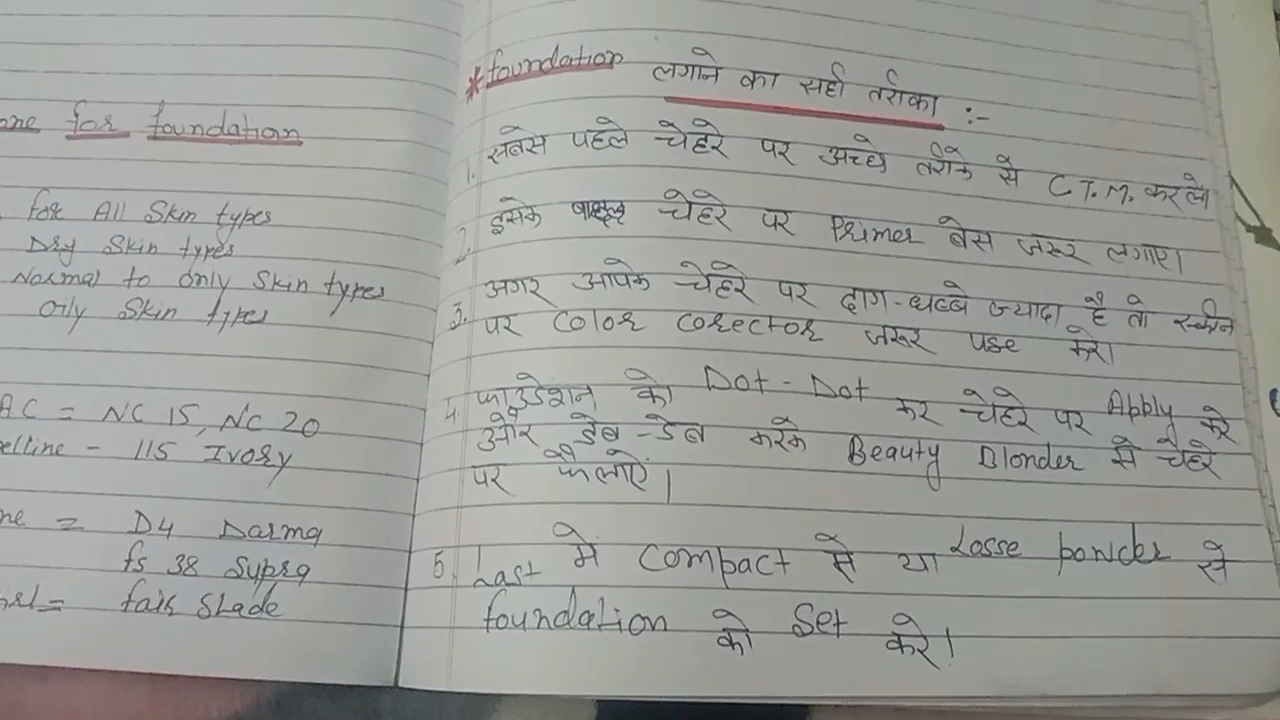 for foundation
for All Skin types
Dry Skin types
Normal to only Skin types
Oily Skin types
AC = NC 15, NC 20
elline - 115 Ivory
ne = D4 Darma
fs 38 Supra
= fair Shade
* foundation लगाने का सही तरीका :-
1. सबसे पहले चेहरे पर अच्छे तरीके से C.T.M. करले
2. इसके चेहरे पर Primer बेस जरूर लगाए।
3. अगर आपके चेहरे पर दाग-धब्बे ज्यादा है तो स्कीन
पर Color Corector जरूर use करे।
4. फाउंडेशन को Dot-Dot कर चेहरे पर Apply करे
और डेब-डेब करके Beauty Blonder से चेहरे
पर फैलाऐं।
5. Last में Compact से या Losse powder से
foundation को Set करे।